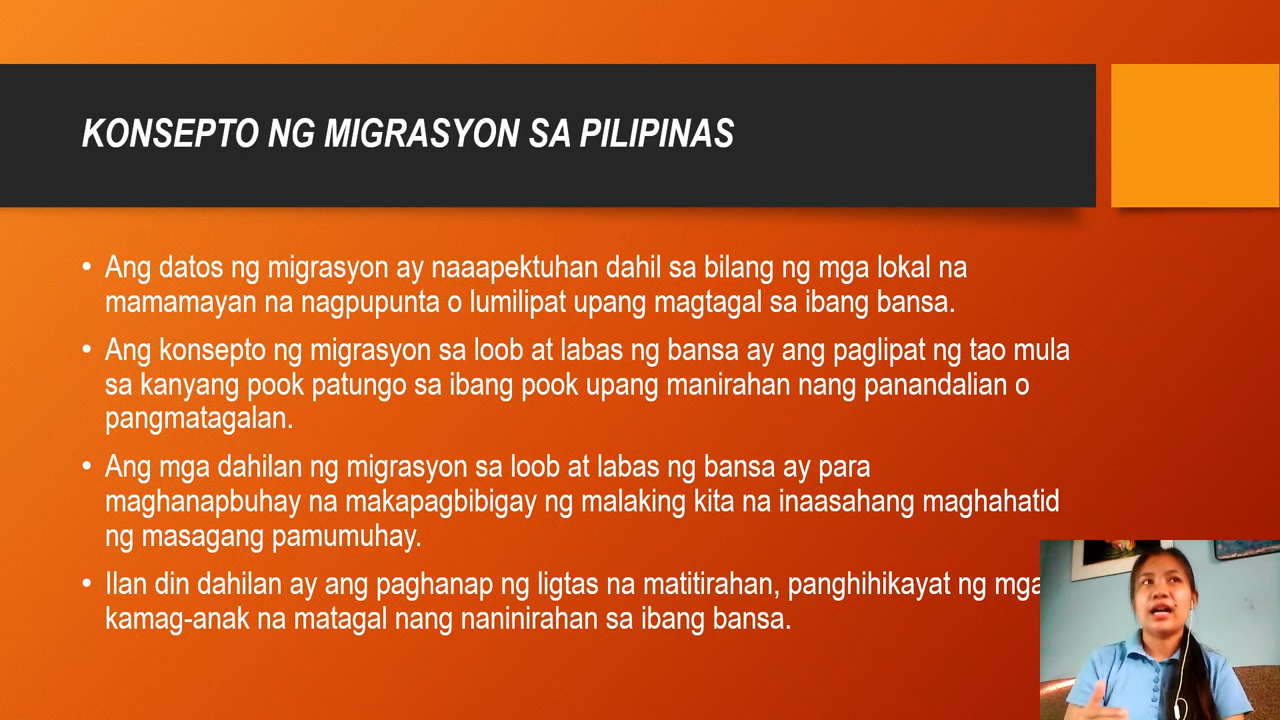 KONSEPTO NG MIGRASYON SA PILIPINAS
• Ang datos ng migrasyon ay naaapektuhan dahil sa bilang ng mga lokal na
mamamayan na nagpupunta o lumilipat upang magtagal sa ibang bansa.
• Ang konsepto ng migrasyon sa loob at labas ng bansa ay ang paglipat ng tao mula
sa kanyang pook patungo sa ibang pook upang manirahan nang panandalian o
pangmatagalan.
• Ang mga dahilan ng migrasyon sa loob at labas ng bansa ay para
maghanapbuhay na makapagbibigay ng malaking kita na inaasahang maghahatid
ng masagang pamumuhay.
• Ilan din dahilan ay ang paghanap ng ligtas na matitirahan, panghihikayat ng mga
kamag-anak na matagal nang naninirahan sa ibang bansa.